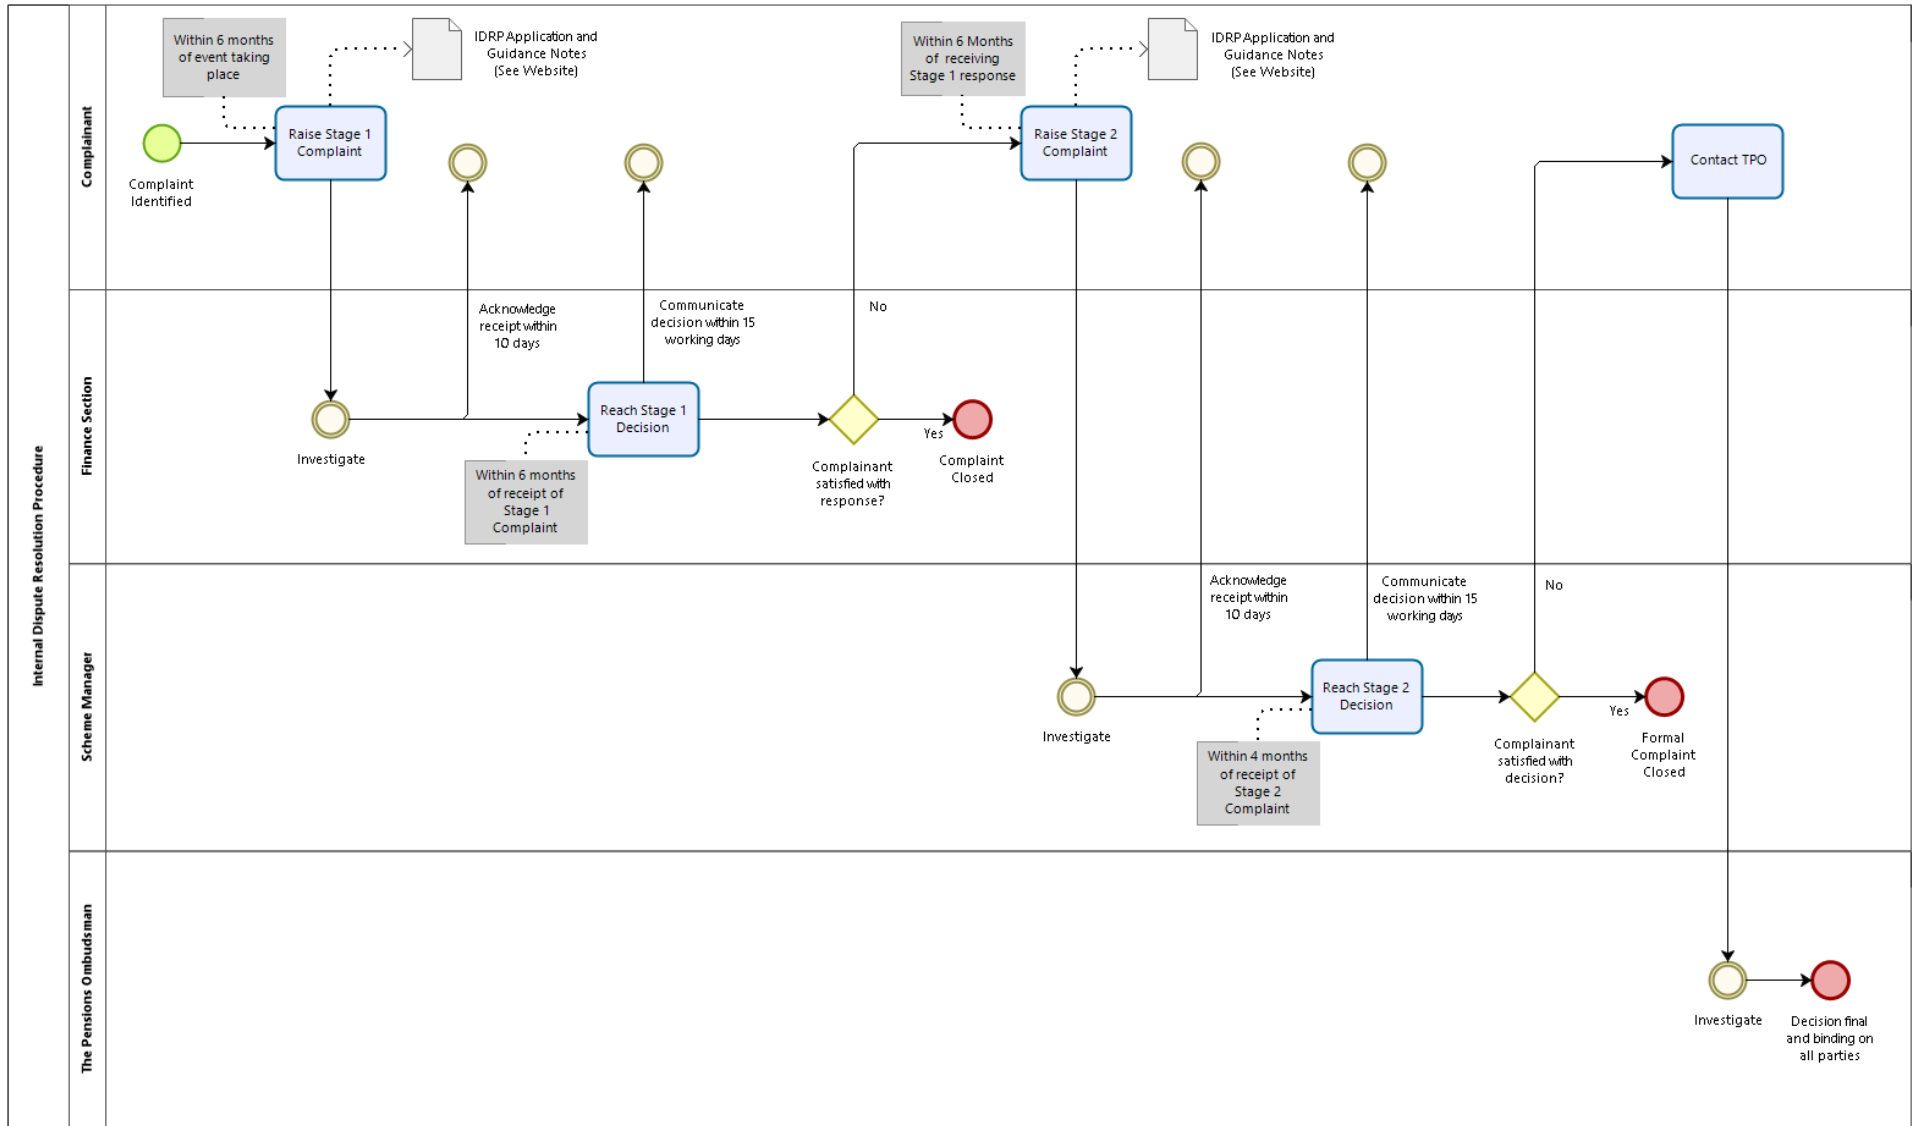 Internal Dispute Resolution Procedure
Complainant
Within 6 months
of event taking
place
IDRP Application and
Guidance Notes
(See Website)
Complaint
Identified
Raise Stage 1
Complaint
Within 6 Months
of receiving
Stage 1 response
IDRP Application and
Guidance Notes
(See Website)
Raise Stage 2
Complaint
Contact TPO
Finance Section
Investigate
Acknowledge
receipt within
10 days
Communicate
decision within 15
working days
Reach Stage 1
Decision
Within 6 months
of receipt of
Stage 1
Complaint
No
Complainant
satisfied with
response?
Yes
Complaint
Closed
Scheme Manager
Investigate
Acknowledge
receipt within
10 days
Communicate
decision within 15
working days
Reach Stage 2
Decision
Within 4 months
of receipt of
Stage 2
Complaint
No
Complainant
satisfied with
decision?
Yes
Formal
Complaint
Closed
The Pensions Ombudsman
Investigate
Decision final
and binding on
all parties